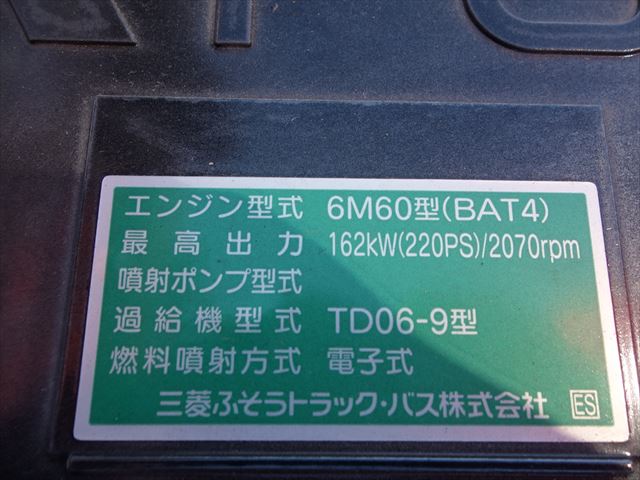 エンジン型式 6M60型(BAT4)
最高出力 162kW(220PS)/2070rpm
噴射ポンプ型式
過給機型式 TD06-9型
燃料噴射方式 電子式
三菱ふそうトラック・バス株式会社 ES